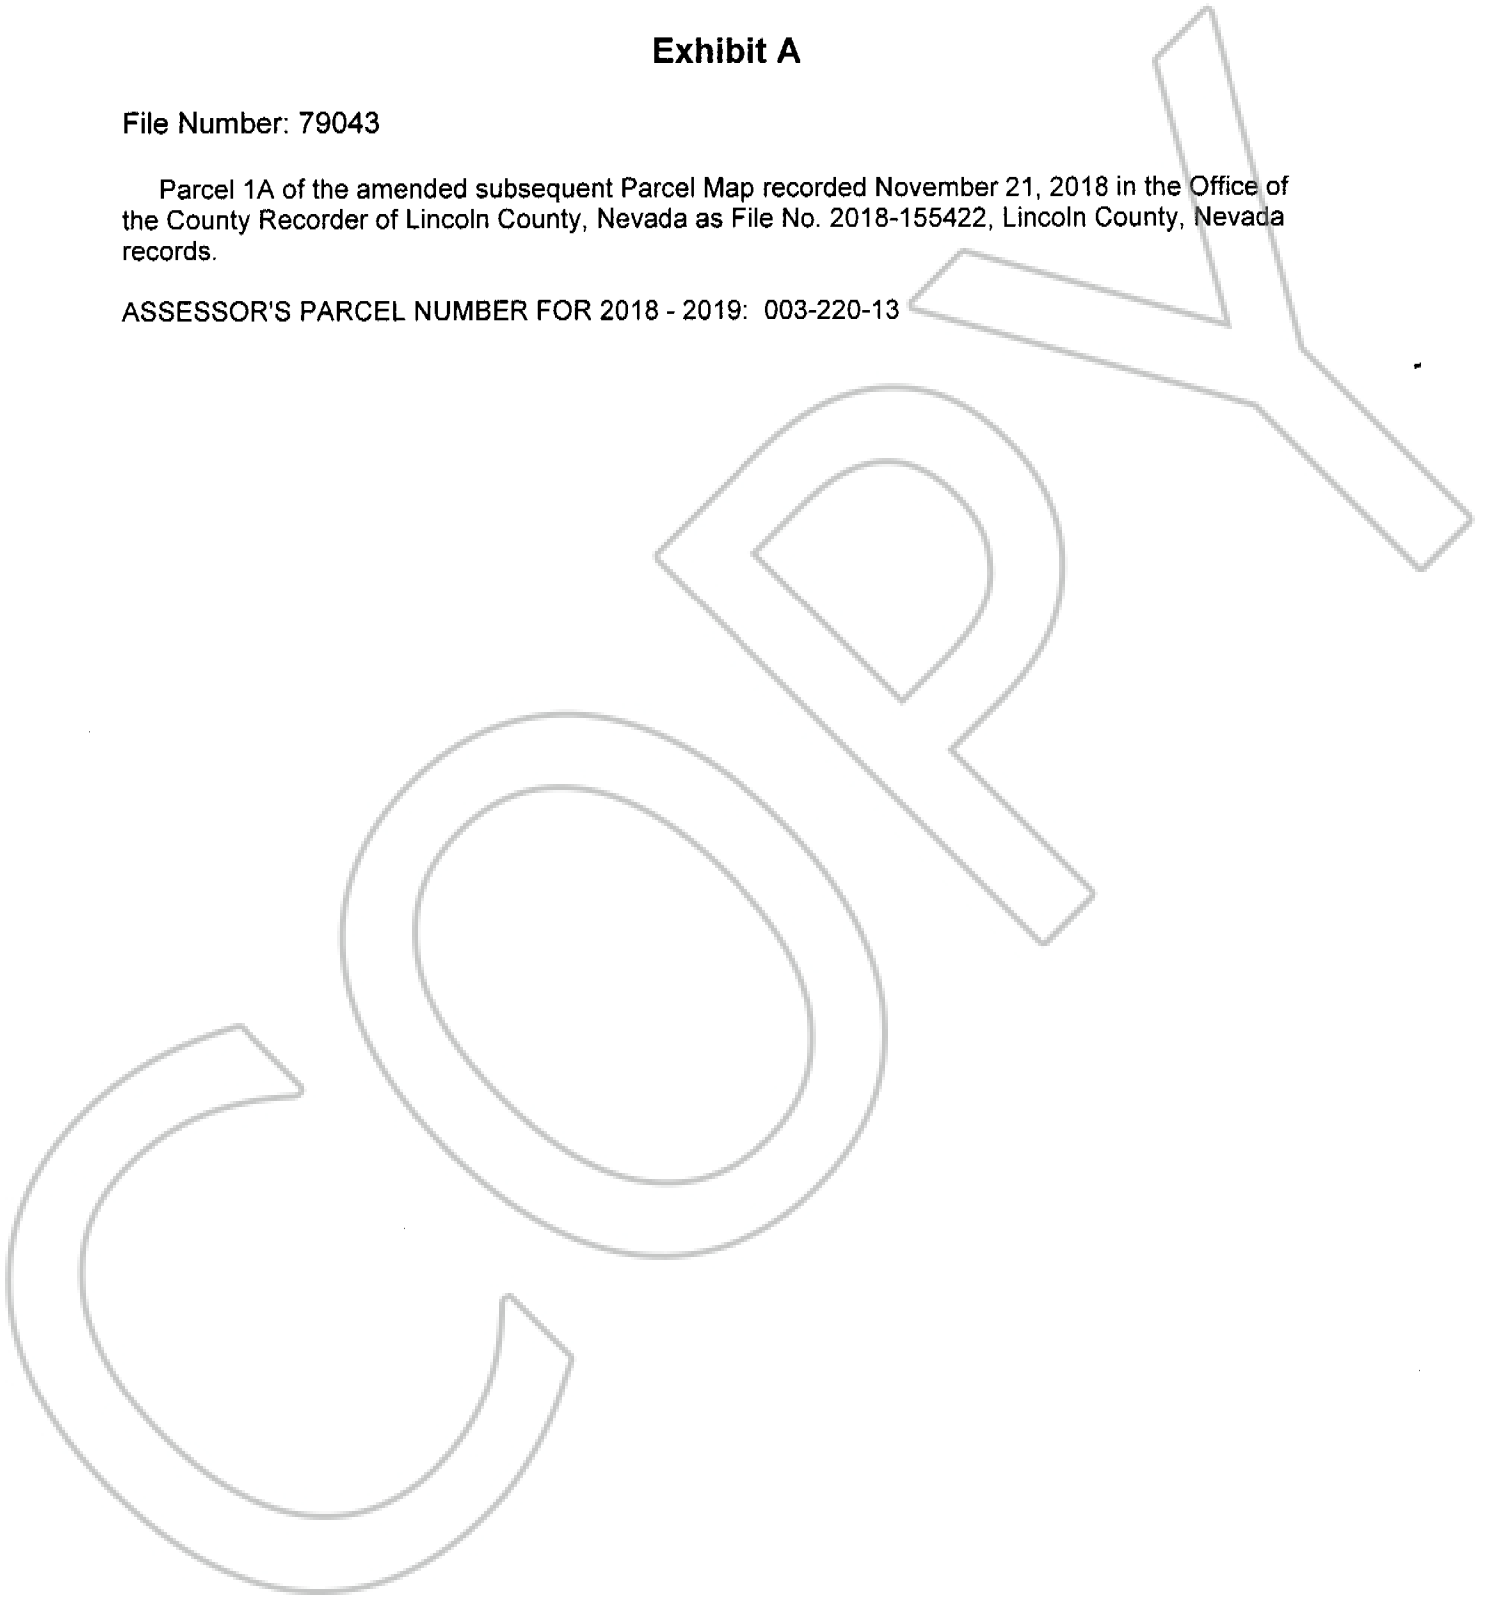 Exhibit A
File Number: 79043
Parcel 1A of the amended subsequent Parcel Map recorded November 21, 2018 in the Office of
the County Recorder of Lincoln County, Nevada as File No. 2018-155422, Lincoln County, Nevada
records.
ASSESSOR'S PARCEL NUMBER FOR 2018 - 2019: 003-220-13
COPY